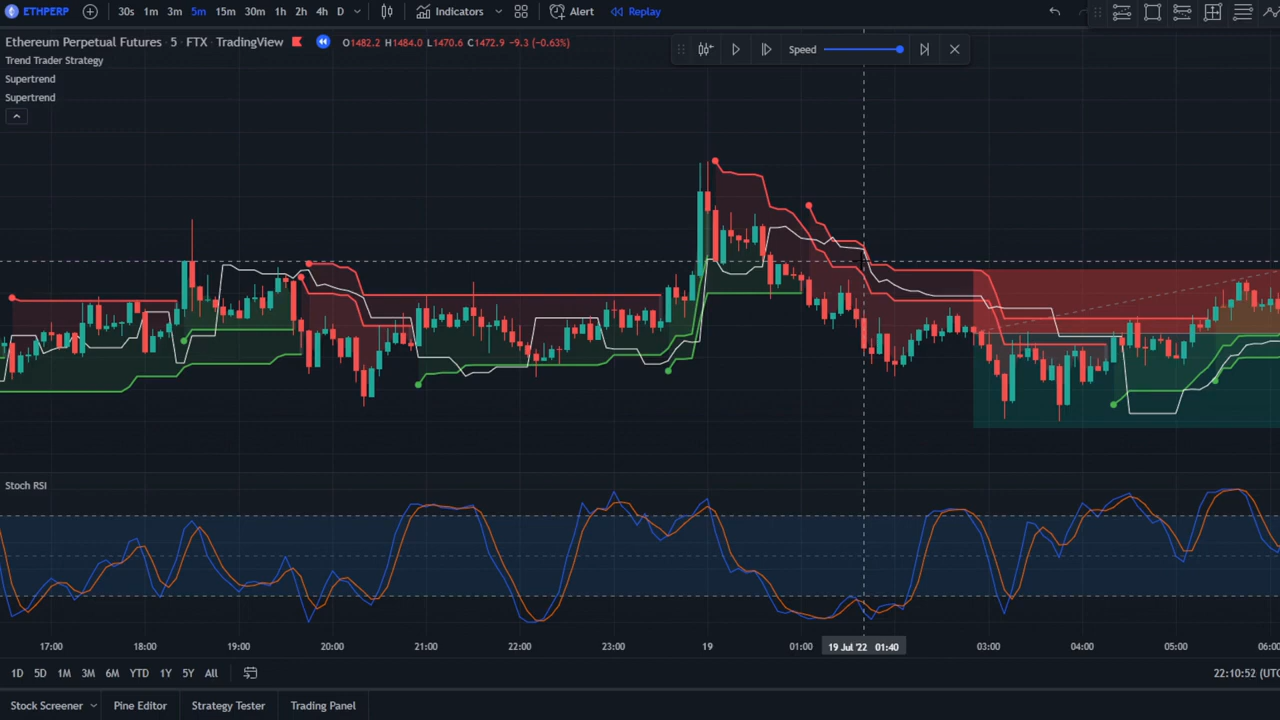 ETHPERP 30s 1m 3m 5m 15m 30m 1h 2h 4h D Indicators Alert Replay
Ethereum Perpetual Futures · 5 · FTX · TradingView O1482.2 H1484.0 L1470.6 C1472.9 -9.3 (-0.63%)
Speed
Trend Trader Strategy
Supertrend
Supertrend
Stoch RSI
17:00 18:00 19:00 20:00 21:00 22:00 23:00 19 01:00 19 Jul '22 01:40 03:00 04:00 05:00 06:00
1D 5D 1M 3M 6M YTD 1Y 5Y All 22:10:52 (UTC
Stock Screener Pine Editor Strategy Tester Trading Panel